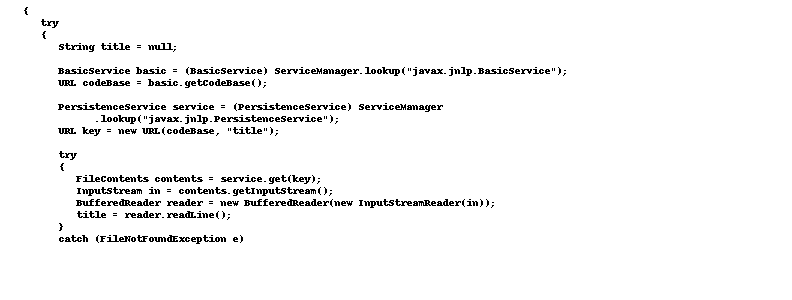 {
try
{
String title = null;
BasicService basic = (BasicService) ServiceManager.lookup("javax.jnlp.BasicService");
URL codeBase = basic.getCodeBase();
PersistenceService service = (PersistenceService) ServiceManager
.lookup("javax.jnlp.PersistenceService");
URL key = new URL(codeBase, "title");
try
{
FileContents contents = service.get(key);
InputStream in = contents.getInputStream();
BufferedReader reader = new BufferedReader(new InputStreamReader(in));
title = reader.readLine();
}
catch (FileNotFoundException e)